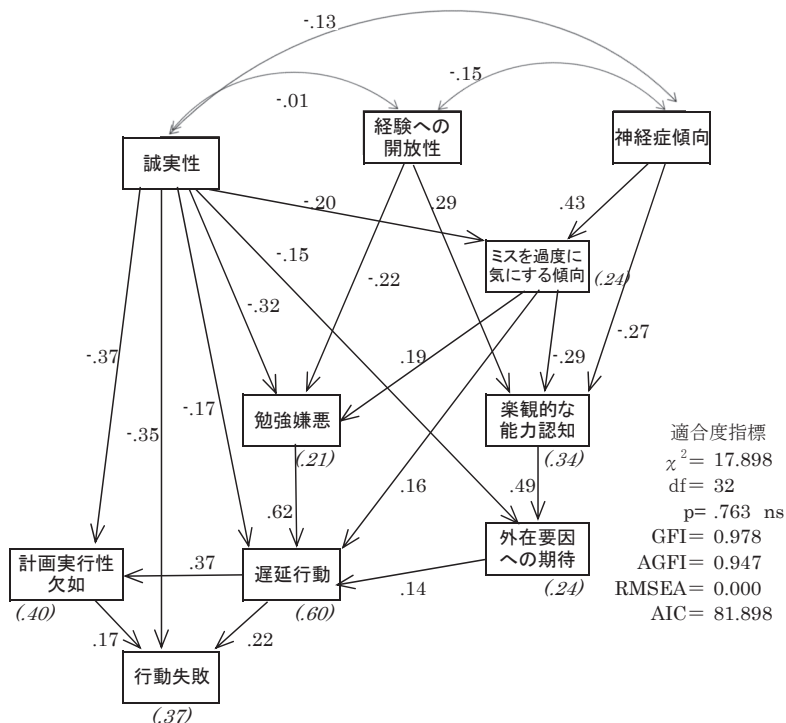 -.13
-.15
-.01
経験への
開放性
神経症傾向
誠実性
-.20
.29
.43
ミスを過度に
気にする傾向
(.24)
-.15
-.22
-.32
-.27
-.37
.19
-.29
-.17
-.35
勉強嫌悪
(.21)
楽観的な
能力認知
(.34)
適合度指標
χ²= 17.898
df= 32
p= .763 ns
GFI= 0.978
AGFI= 0.947
RMSEA= 0.000
AIC= 81.898
.62
.16
.49
計画実行性
欠如
(.40)
.37
遅延行動
(.60)
.14
外在要因
への期待
(.24)
.17
.22
行動失敗
(.37)